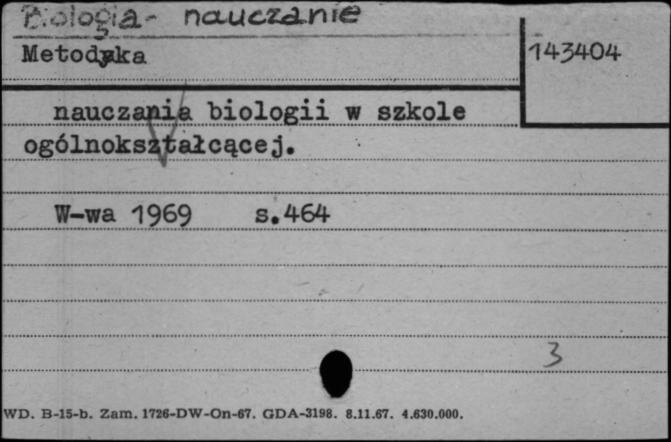 Biologia - nauczanie
Metodyka
143404
nauczania biologii w szkole
ogólnokształcącej.
W-wa 1969 s.464
3
WD. B-15-b. Zam. 1726-DW-On-67. GDA-3198. 8.11.67. 4.630.000.